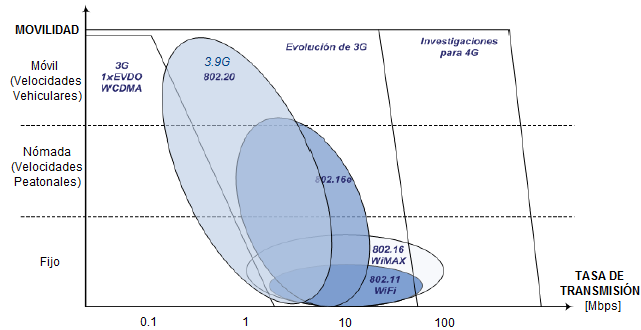 MOVILIDAD
Móvil
(Velocidades
Vehiculares)
Nómada
(Velocidades
Peatonales)
Fijo
3G
1xEVDO
WCDMA
3.9G
802.20
Evolución de 3G
Investigaciones
para 4G
802.16e
802.16
WiMAX
802.11
WiFi
TASA DE
TRANSMISIÓN
[Mbps]
0.1
1
10
100